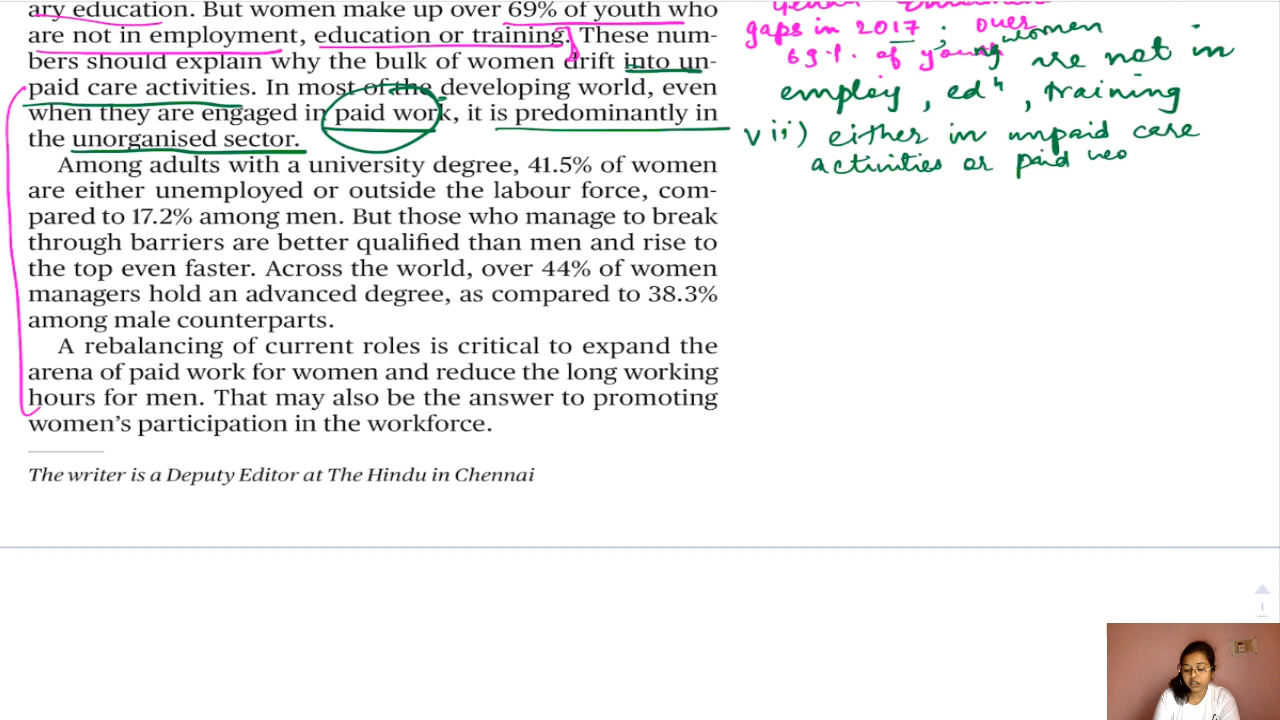 ary education. But women make up over 69% of youth who
are not in employment, education or training. These num-
bers should explain why the bulk of women drift into un-
paid care activities. In most of the developing world, even
when they are engaged in paid work, it is predominantly in
the unorganised sector.
Among adults with a university degree, 41.5% of women
are either unemployed or outside the labour force, com-
pared to 17.2% among men. But those who manage to break
through barriers are better qualified than men and rise to
the top even faster. Across the world, over 44% of women
managers hold an advanced degree, as compared to 38.3%
among male counterparts.
A rebalancing of current roles is critical to expand the
arena of paid work for women and reduce the long working
hours for men. That may also be the answer to promoting
women's participation in the workforce.
The writer is a Deputy Editor at The Hindu in Chennai
gaps in 2017 ; over
69%. of young women
are not in
employ, edn, training
vii) either in unpaid care
activities or paid wo